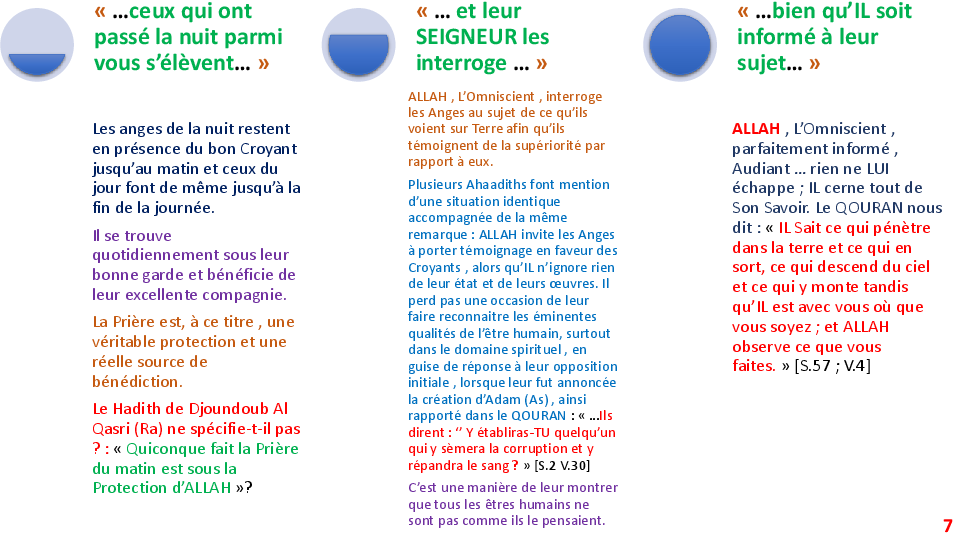 « …ceux qui ont
passé la nuit parmi
vous s’élèvent… »
Les anges de la nuit restent
en présence du bon Croyant
jusqu’au matin et ceux du
jour font de même jusqu’à la
fin de la journée.
Il se trouve
quotidiennement sous leur
bonne garde et bénéficie de
leur excellente compagnie.
La Prière est, à ce titre , une
véritable protection et une
réelle source de
bénédiction.
Le Hadith de Djoundoub Al
Qasri (Ra) ne spécifie-t-il pas
? : « Quiconque fait la Prière
du matin est sous la
Protection d’ALLAH »?
« … et leur
SEIGNEUR les
interroge … »
ALLAH , L’Omniscient , interroge
les Anges au sujet de ce qu’ils
voient sur Terre afin qu’ils
témoignent de la supériorité par
rapport à eux.
Plusieurs Ahaadiths font mention
d’une situation identique
accompagnée de la même
remarque : ALLAH invite les Anges
à porter témoignage en faveur des
Croyants , alors qu’IL n’ignore rien
de leur état et de leurs œuvres. Il
perd pas une occasion de leur
faire reconnaître les éminentes
qualités de l’être humain, surtout
dans le domaine spirituel , en
guise de réponse à leur opposition
initiale , lorsque leur fut annoncée
la création d’Adam (As) , ainsi
rapporté dans le QOURAN : « …Ils
dirent : ‘’ Y établiras-TU quelqu’un
qui y sèmera la corruption et y
répandra le sang ? » [S.2 V.30]
C’est une manière de leur montrer
que tous les êtres humains ne
sont pas comme ils le pensaient.
« …bien qu’IL soit
informé à leur
sujet… »
ALLAH , L’Omniscient ,
parfaitement informé ,
Audiant … rien ne LUI
échappe ; IL cerne tout de
Son Savoir. Le QOURAN nous
dit : « IL Sait ce qui pénètre
dans la terre et ce qui en
sort, ce qui descend du ciel
et ce qui y monte tandis
qu’IL est avec vous où que
vous soyez ; et ALLAH
observe ce que vous
faites. » [S.57 ; V.4]
7